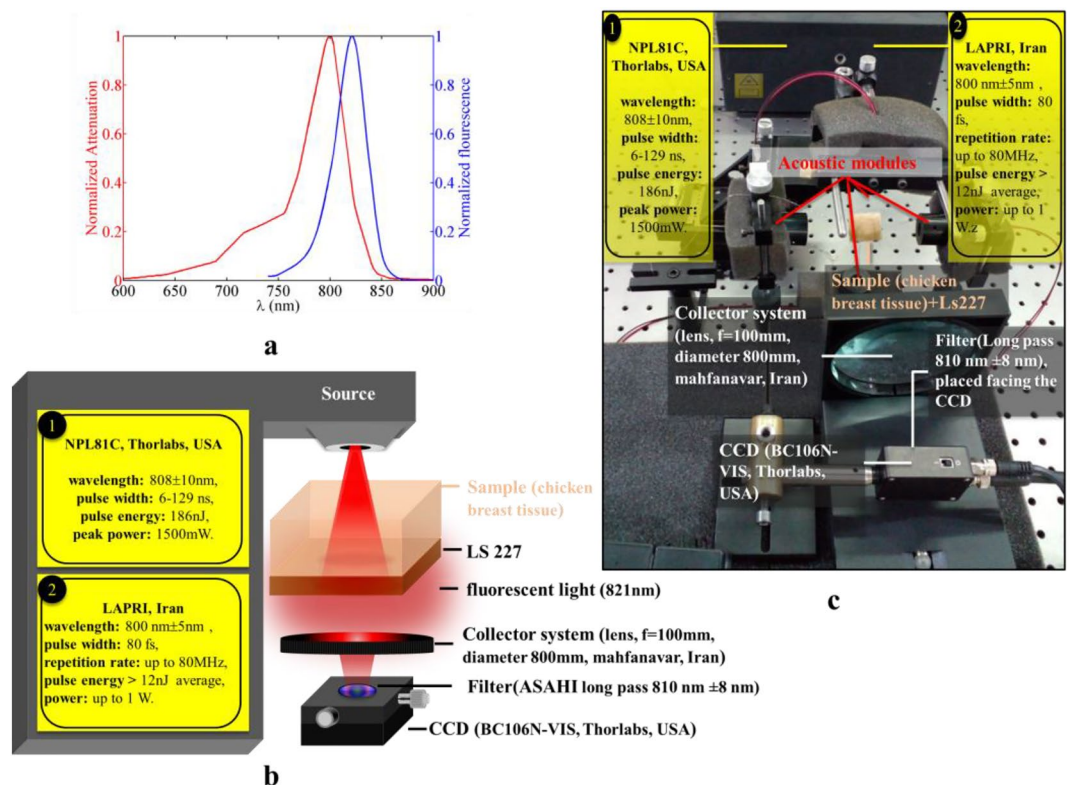 a
Normalized Attenuation
1
0.8
0.6
0.4
0.2
0
600 650 700 750 800 850 900
λ (nm)
1
0.8
0.6
0.4
0.2
0
Normalized flourescence
Source
1
NPL81C, Thorlabs, USA
wavelength: 808±10nm,
pulse width: 6-129 ns,
pulse energy: 186nJ,
peak power: 1500mW.
2
LAPRI, Iran
wavelength: 800 nm±5nm ,
pulse width: 80 fs,
repetition rate: up to 80MHz,
pulse energy > 12nJ average,
power: up to 1 W.
Sample (chicken
breast tissue)
LS 227
fluorescent light (821nm)
Collector system (lens, f=100mm,
diameter 800mm, mahfanavar, Iran)
Filter(ASAHI long pass 810 nm ±8 nm)
CCD (BC106N-VIS, Thorlabs, USA)
b
1
NPL81C,
Thorlabs, USA
wavelength:
808±10nm,
pulse width:
6-129 ns,
pulse energy:
186nJ,
peak power:
1500mW.
2
LAPRI, Iran
wavelength:
800 nm±5nm ,
pulse width: 80
fs,
repetition rate:
up to 80MHz,
pulse energy >
12nJ average,
power: up to 1
W.z
Acoustic modules
Sample (chicken
breast tissue)+Ls227
Collector system
(lens, f=100mm,
diameter 800mm,
mahfanavar, Iran)
Filter(Long pass
810 nm ±8 nm),
placed facing the
CCD
CCD (BC106N-
VIS, Thorlabs,
USA)
c